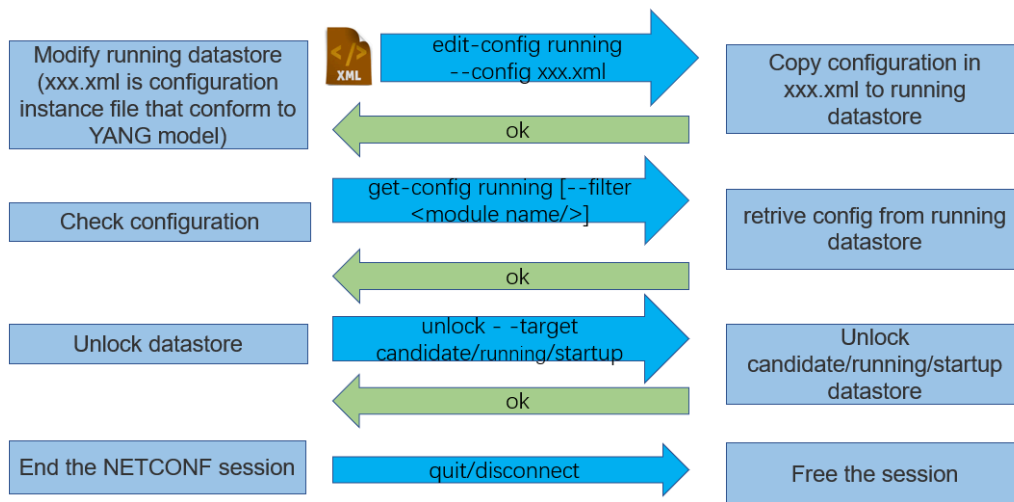 Modify running datastore
(xxx.xml is configuration
instance file that conform to
YANG model)
</>
XML
edit-config running
--config xxx.xml
Copy configuration in
xxx.xml to running
datastore
ok
Check configuration
get-config running [--filter
<module name/>]
retrive config from running
datastore
ok
Unlock datastore
unlock - -target
candidate/running/startup
Unlock
candidate/running/startup
datastore
ok
End the NETCONF session
quit/disconnect
Free the session